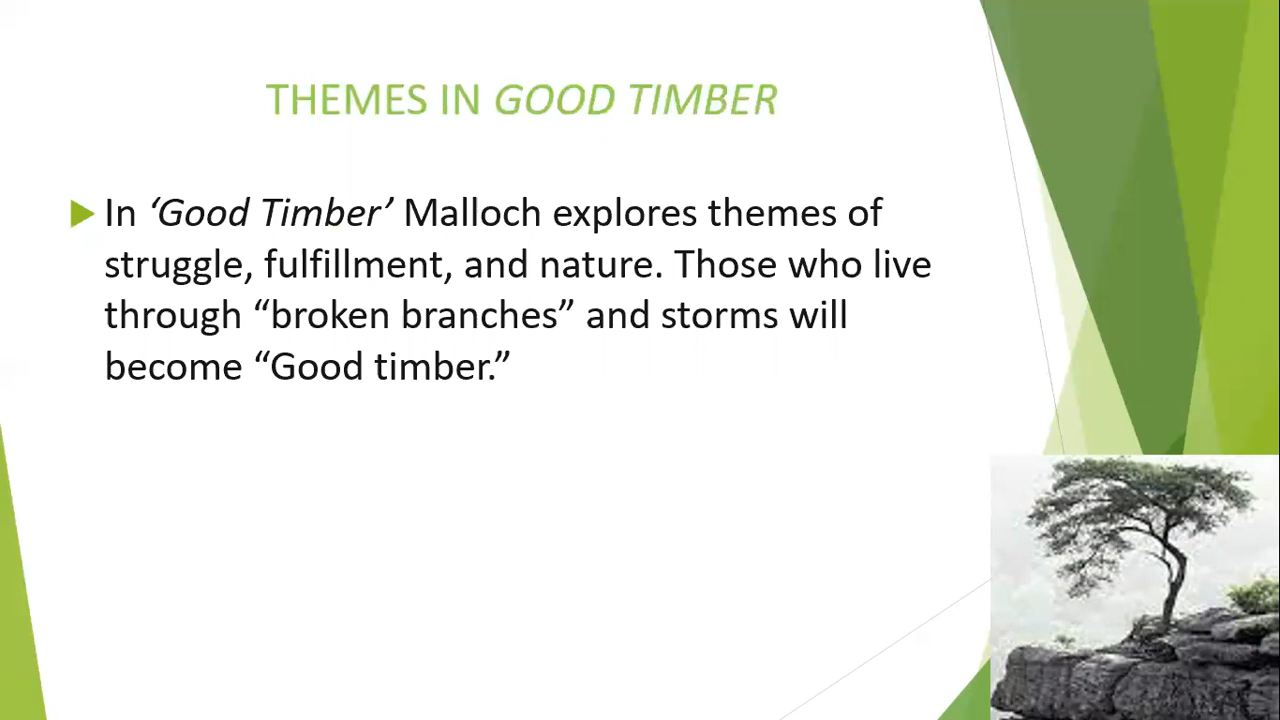 THEMES IN GOOD TIMBER
In ‘Good Timber’ Malloch explores themes of
struggle, fulfillment, and nature. Those who live
through “broken branches” and storms will
become “Good timber.”